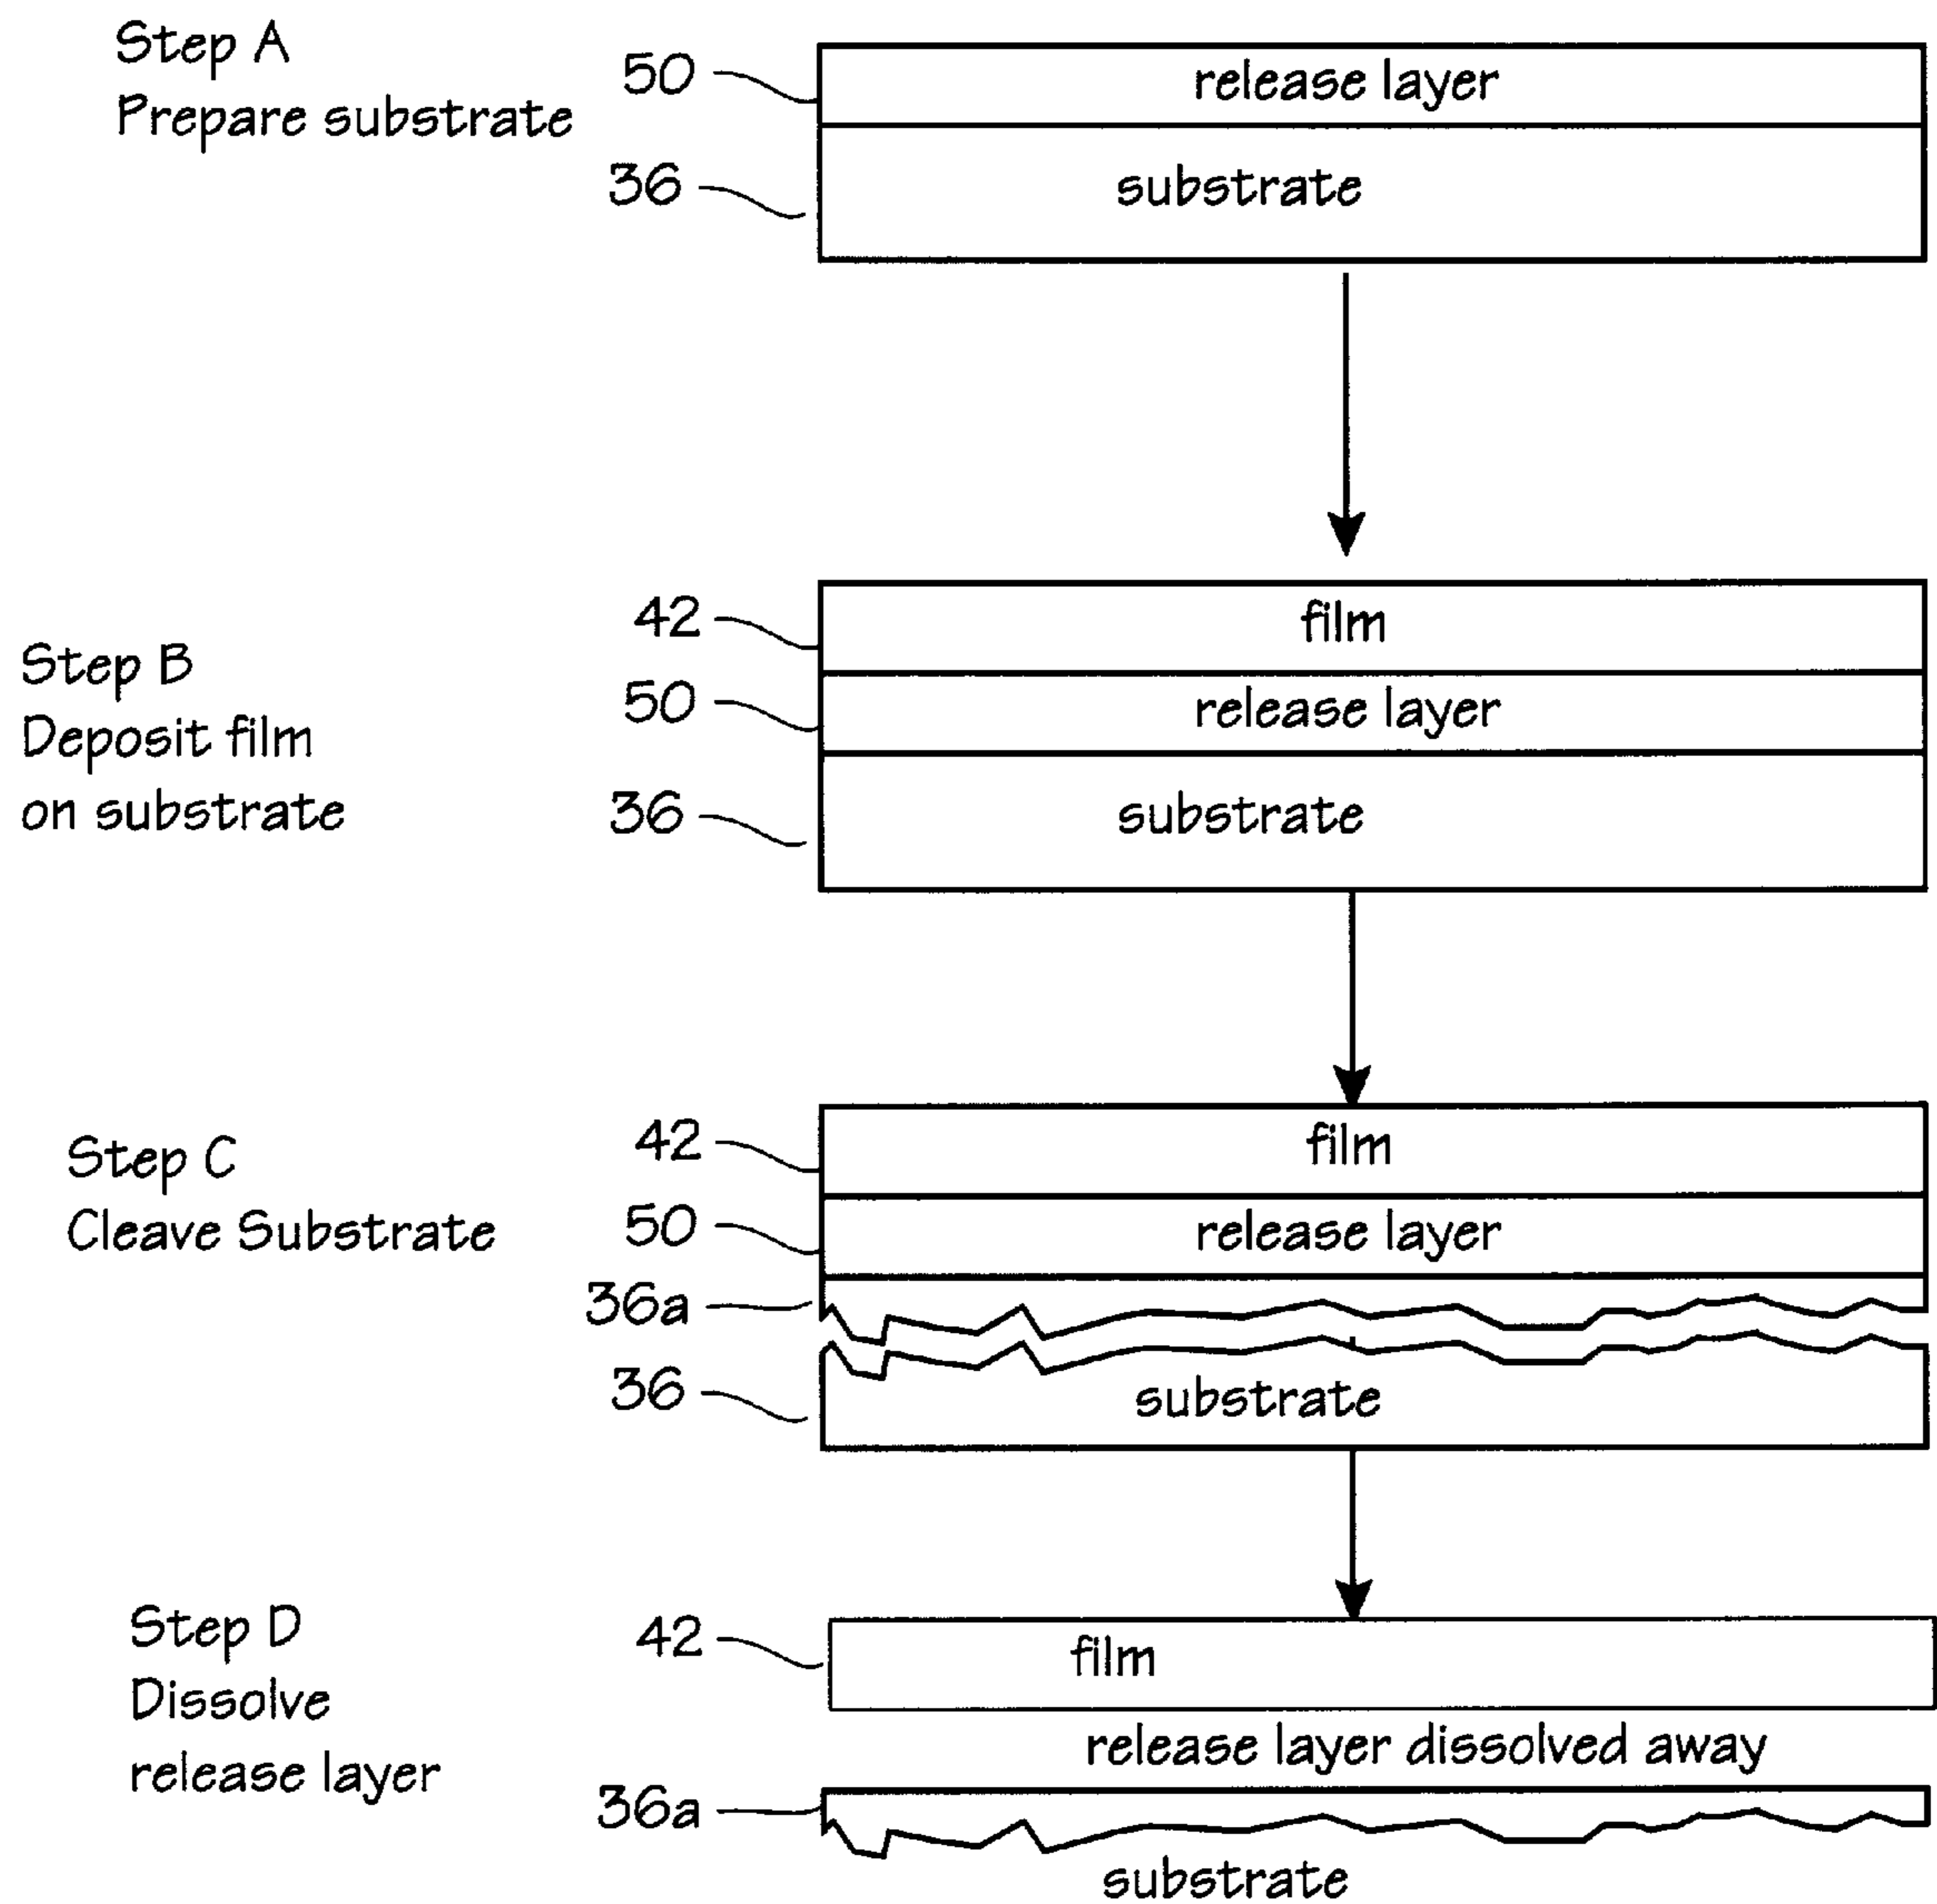 Step A
Prepare substrate
50
release layer
36
substrate
Step B
Deposit film
on substrate
42
film
50
release layer
36
substrate
Step C
Cleave Substrate
42
film
50
release layer
36a
36
substrate
Step D
Dissolve
release layer
42
film
release layer dissolved away
36a
substrate